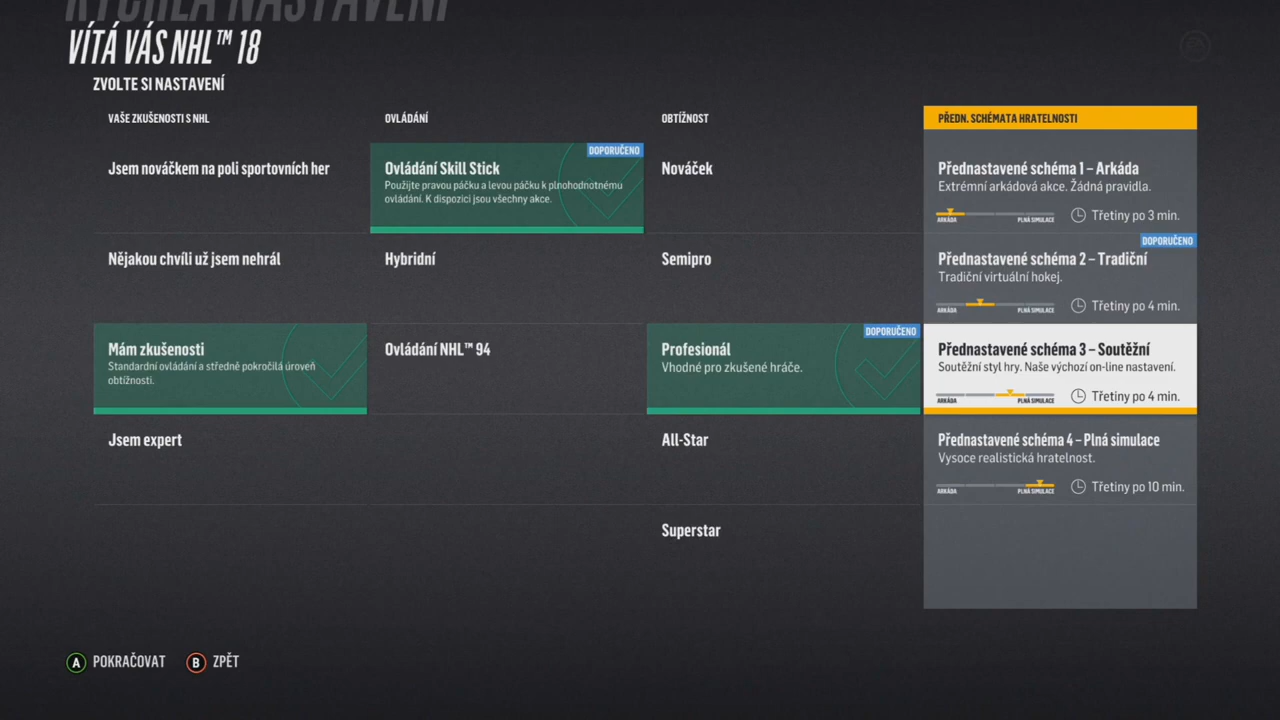 RYCHLÁ NASTAVENÍ
VÍTÁ VÁS NHL™ 18
ZVOLTE SI NASTAVENÍ
VAŠE ZKUŠENOSTI S NHL
Jsem nováčkem na poli sportovních her
Nějakou chvíli už jsem nehrál
Mám zkušenosti
Standardní ovládání a středně pokročilá úroveň
obtížnosti.
Jsem expert
OVLÁDÁNÍ
DOPORUČENO
Ovládání Skill Stick
Použijte pravou páčku a levou páčku k plnohodnotnému
ovládání. K dispozici jsou všechny akce.
Hybridní
Ovládání NHL™ 94
OBTÍŽNOST
Nováček
Semipro
DOPORUČENO
Profesionál
Vhodné pro zkušené hráče.
All-Star
Superstar
PŘEDN. SCHÉMATA HRATELNOSTI
Přednastavené schéma 1 – Arkáda
Extrémní arkádová akce. Žádná pravidla.
ARKÁDA PLNÁ SIMULACE Třetiny po 3 min.
DOPORUČENO
Přednastavené schéma 2 – Tradiční
Tradiční virtuální hokej.
ARKÁDA PLNÁ SIMULACE Třetiny po 4 min.
Přednastavené schéma 3 – Soutěžní
Soutěžní styl hry. Naše výchozí on-line nastavení.
ARKÁDA PLNÁ SIMULACE Třetiny po 4 min.
Přednastavené schéma 4 – Plná simulace
Vysoce realistická hratelnost.
ARKÁDA PLNÁ SIMULACE Třetiny po 10 min.
A POKRAČOVAT B ZPĚT